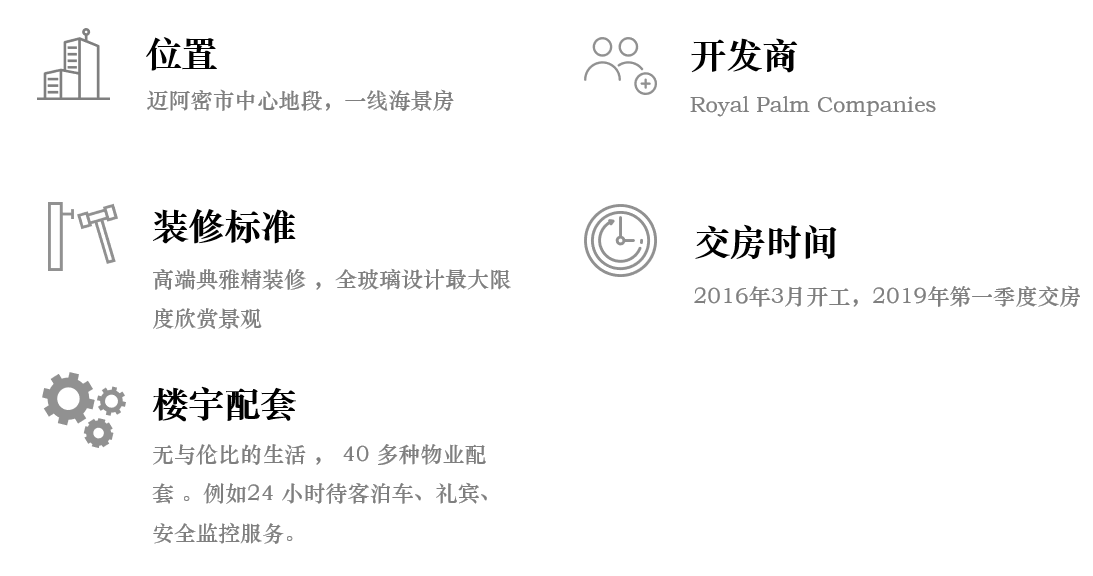 位置
迈阿密市中心地段，一线海景房
开发商
Royal Palm Companies
装修标准
高端典雅精装修 ，全玻璃设计最大限
度欣赏景观
交房时间
2016年3月开工，2019年第一季度交房
楼宇配套
无与伦比的生活 ， 40 多种物业配
套 。例如24 小时待客泊车、礼宾、
安全监控服务。